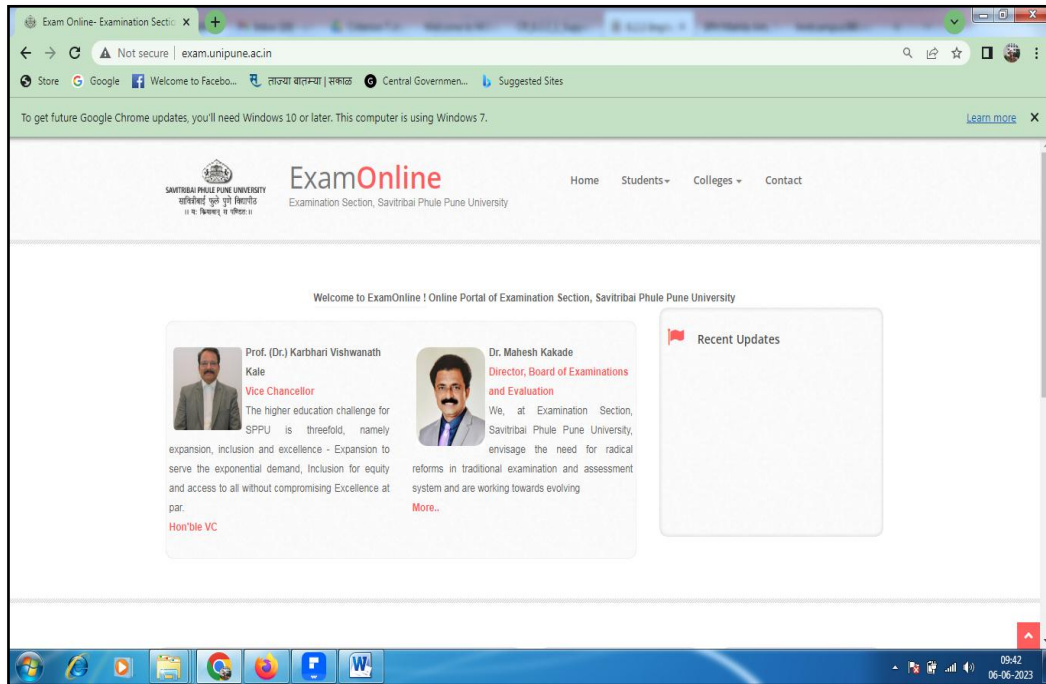 Exam Online- Examination Sectic
Not secure | exam.unipune.ac.in
Store Google Welcome to Facebo... ताज्या बातम्या | सकाळ Central Governmen... Suggested Sites
To get future Google Chrome updates, you'll need Windows 10 or later. This computer is using Windows 7. Learn more
SAVITRIBAI PHULE PUNE UNIVERSITY
सावित्रीबाई फुले पुणे विद्यापीठ
॥ यः क्रियावान् स पण्डितः ॥
ExamOnline
Examination Section, Savitribai Phule Pune University
Home Students Colleges Contact
Welcome to ExamOnline ! Online Portal of Examination Section, Savitribai Phule Pune University
Prof. (Dr.) Karbhari Vishwanath
Kale
Vice Chancellor
The higher education challenge for
SPPU is threefold, namely
expansion, inclusion and excellence - Expansion to
serve the exponential demand, Inclusion for equity
and access to all without compromising Excellence at
par.
Hon'ble VC
Dr. Mahesh Kakade
Director, Board of Examinations
and Evaluation
We, at Examination Section,
Savitribai Phule Pune University,
envisage the need for radical
reforms in traditional examination and assessment
system and are working towards evolving
More..
Recent Updates
09:42
06-06-2023